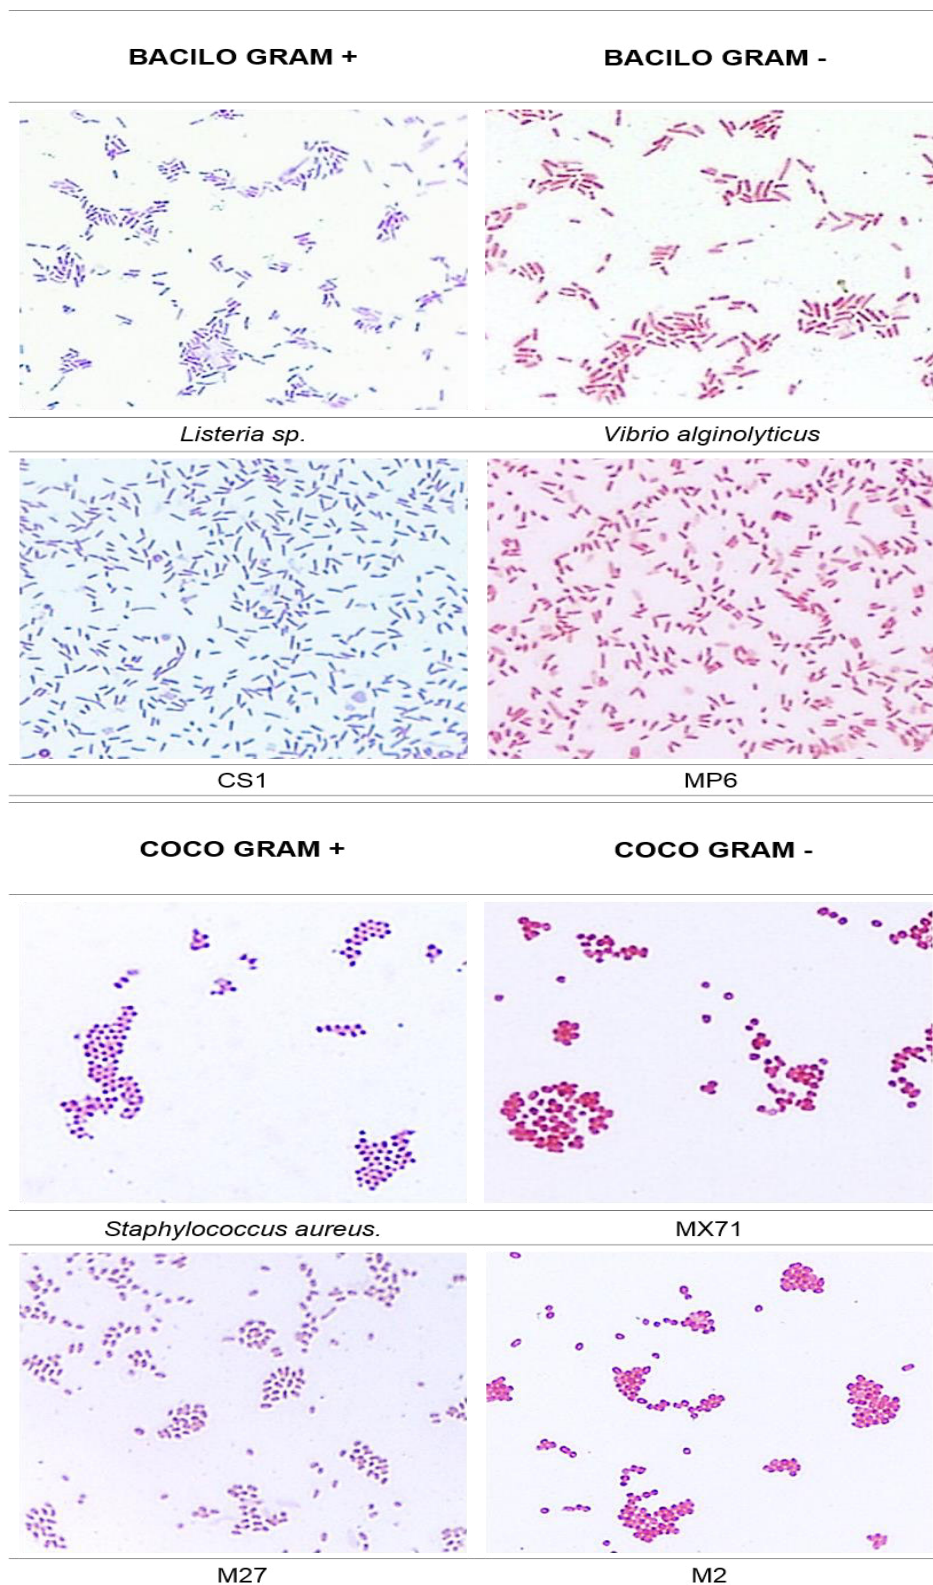 BACILO GRAM + BACILO GRAM -
Listeria sp. Vibrio alginolyticus
CS1 MP6
COCO GRAM + COCO GRAM -
Staphylococcus aureus. MX71
M27 M2